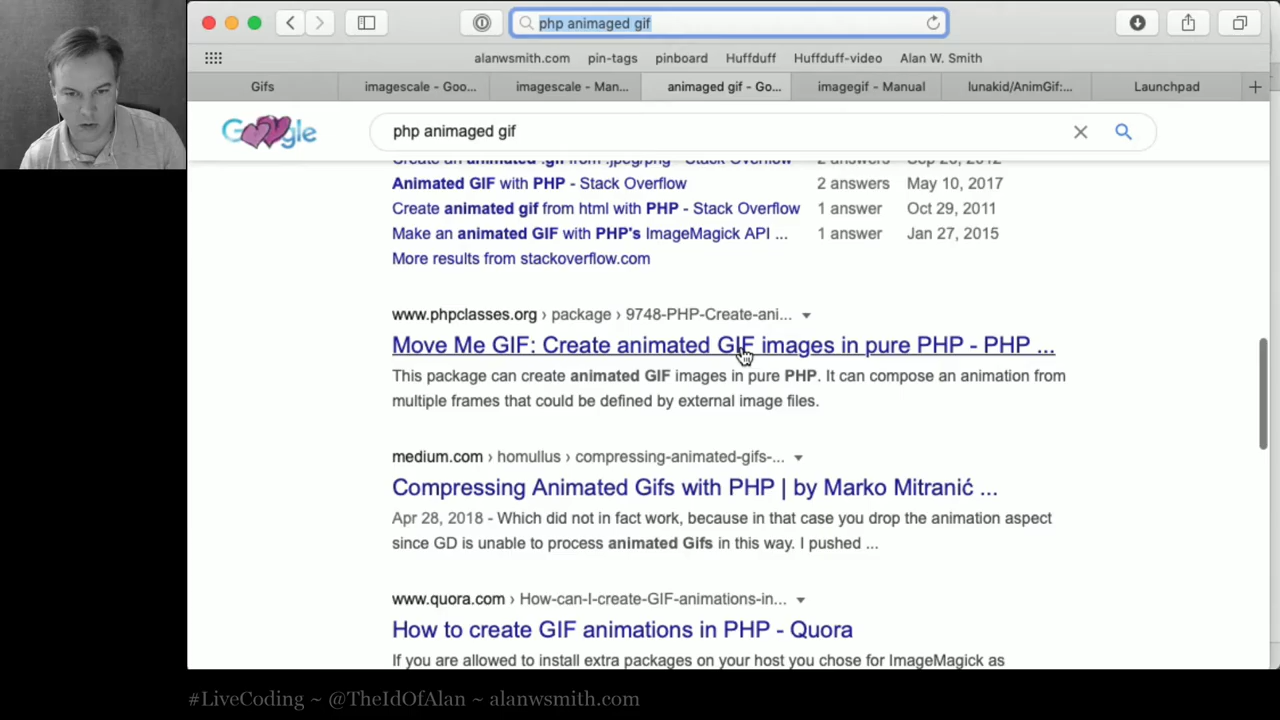 php animaged gif
alanwsmith.com pin-tags pinboard Huffduff Huffduff-video Alan W. Smith
Gifs imagescale - Goo... imagescale - Man... animaged gif - Go... imagegif - Manual lunakid/AnimGif:... Launchpad
Google php animaged gif
Create an animated .gif from .jpeg/png - Stack Overflow 2 answers Sep 26, 2012
Animated GIF with PHP - Stack Overflow 2 answers May 10, 2017
Create animated gif from html with PHP - Stack Overflow 1 answer Oct 29, 2011
Make an animated GIF with PHP's ImageMagick API ... 1 answer Jan 27, 2015
More results from stackoverflow.com
www.phpclasses.org › package › 9748-PHP-Create-ani...
Move Me GIF: Create animated GIF images in pure PHP - PHP ...
This package can create animated GIF images in pure PHP. It can compose an animation from
multiple frames that could be defined by external image files.
medium.com › homullus › compressing-animated-gifs-...
Compressing Animated Gifs with PHP | by Marko Mitranić ...
Apr 28, 2018 - Which did not in fact work, because in that case you drop the animation aspect
since GD is unable to process animated Gifs in this way. I pushed ...
www.quora.com › How-can-I-create-GIF-animations-in...
How to create GIF animations in PHP - Quora
If you are allowed to install extra packages on your host you chose for ImageMagick as
#LiveCoding ~ @TheIdOfAlan ~ alanwsmith.com